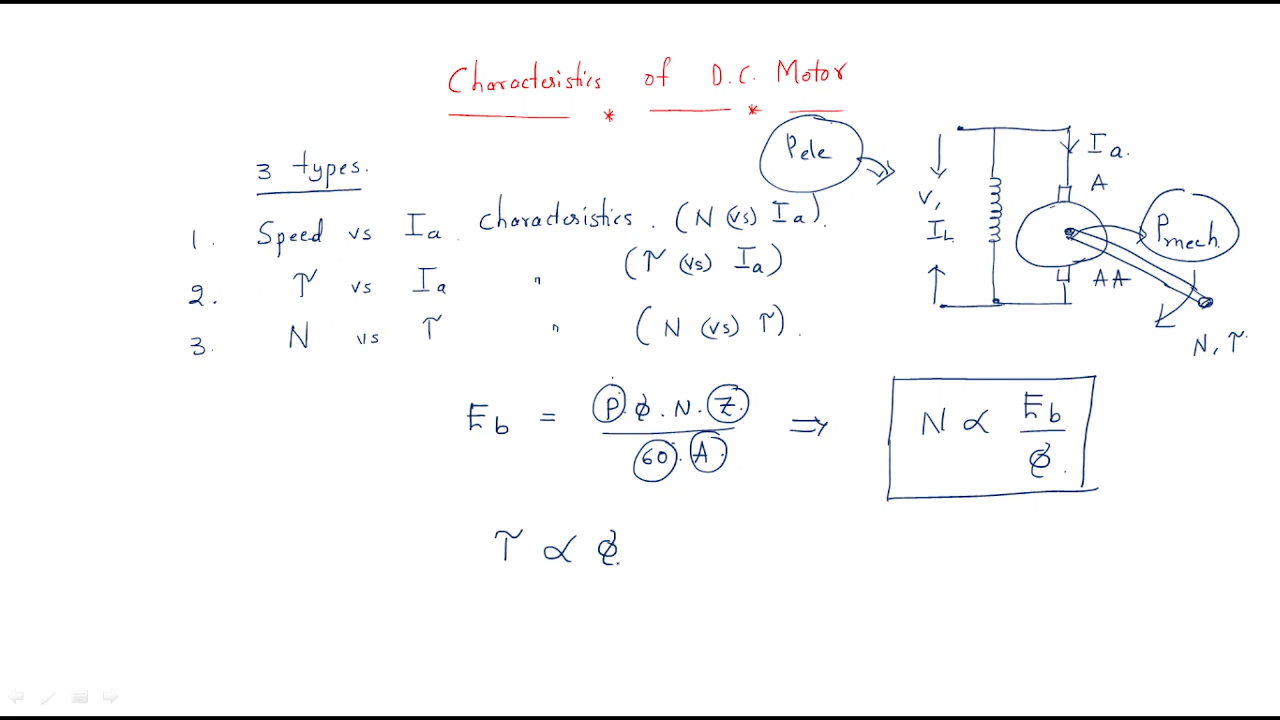 Characteristics of D.C. Motor
3 types.
1. Speed vs Ia characteristics. (N (vs) Ia).
2. T vs Ia " (T (vs) Ia)
3. N vs T " (N (vs) T).
Pele
V, IL
Ia.
A
AA
Pmech.
N, T.
Eb = P.φ.N.Z. / 60.A. ⇒ N ∝ Eb / φ.
T ∝ φ.